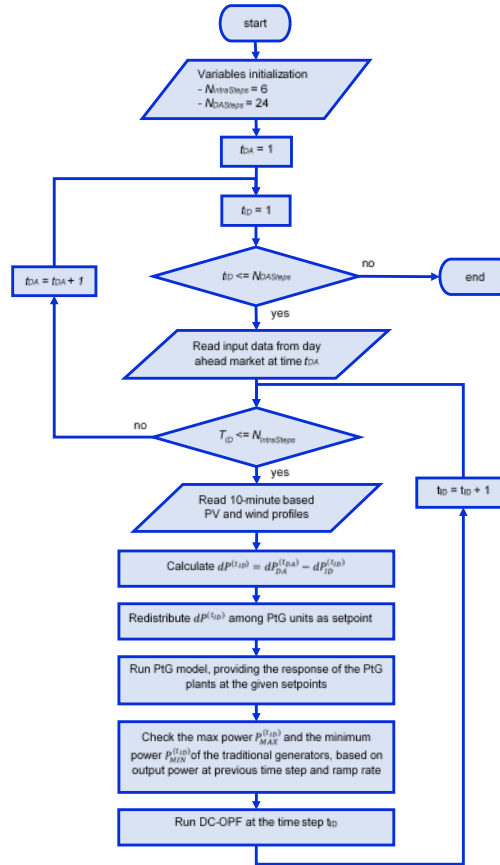 start
Variables initialization
- NIntraSteps = 6
- NDASteps = 24
tDA = 1
tID = 1
tDA = tDA + 1
tID <= NDASteps
no
end
yes
Read input data from day
ahead market at time tDA
no
TID <= NIntraSteps
yes
tID = tID + 1
Read 10-minute based
PV and wind profiles
Calculate dP^(tID) = dP_DA^(tDA) − dP_ID^(tID)
Redistribute dP^(tID) among PtG units as setpoint
Run PtG model, providing the response of the PtG
plants at the given setpoints
Check the max power P_MAX^(tID) and the minimum
power P_MIN^(tID) of the traditional generators, based on
output power at previous time step and ramp rate
Run DC-OPF at the time step tID